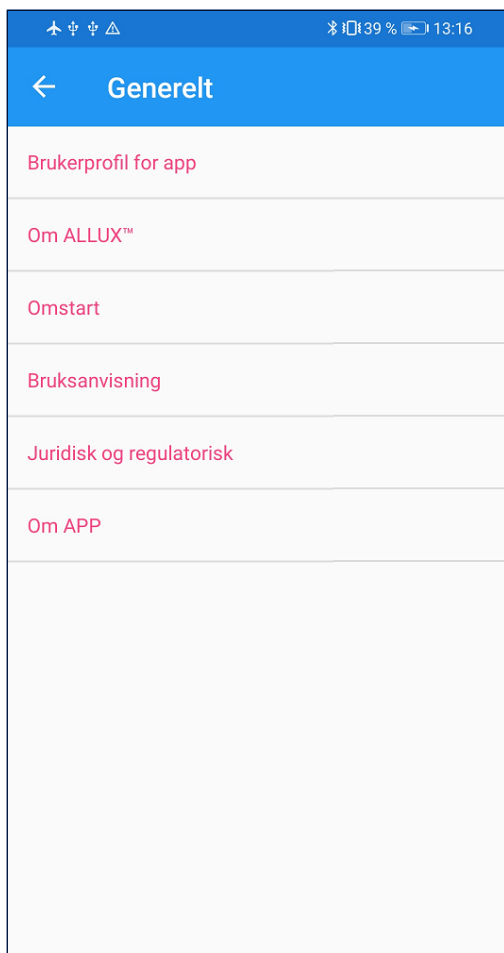 39 % 13:16
Generelt
Brukerprofil for app
Om ALLUX™
Omstart
Bruksanvisning
Juridisk og regulatorisk
Om APP